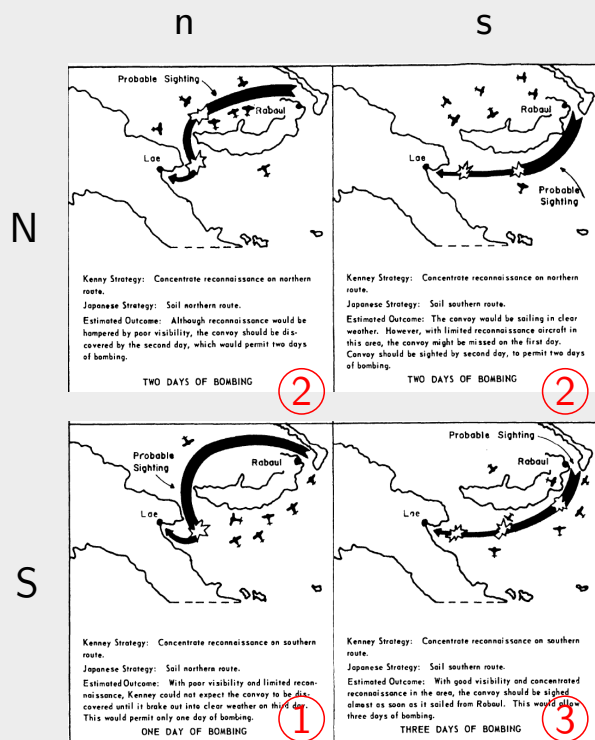 n
s
N
Probable Sighting
Rabaul
Lae
Kenny Strategy: Concentrate reconnaissance on northern
route.
Japanese Strategy: Sail northern route.
Estimated Outcome: Although reconnaissance would be
hampered by poor visibility, the convoy should be dis-
covered by the second day, which would permit two days
of bombing.
TWO DAYS OF BOMBING
2
Rabaul
Lae
Probable
Sighting
Kenney Strategy: Concentrate reconnaissance on northern
route.
Japanese Strategy: Sail southern route.
Estimated Outcome: The convoy would be sailing in clear
weather. However, with limited reconnaissance aircraft in
this area, the convoy might be missed on the first day.
Convoy should be sighted by second day, to permit two days
of bombing.
TWO DAYS OF BOMBING
2
S
Probable
Sighting
Rabaul
Lae
Kenney Strategy: Concentrate reconnaissance on southern
route.
Japanese Strategy: Sail northern route.
Estimated Outcome: With poor visibility and limited recon-
naissance, Kenney could not expect the convoy to be dis-
covered until it broke out into clear weather on third day.
This would permit only one day of bombing.
ONE DAY OF BOMBING
1
Probable Sighting
Rabaul
Lae
Kenney Strategy: Concentrate reconnaissance on southern
route.
Japanese Strategy: Sail southern route.
Estimated Outcome: With good visibility and concentrated
reconnaissance in the area, the convoy should be sighed
almost as soon as it sailed from Rabaul. This would allow
three days of bombing.
THREE DAYS OF BOMBING
3